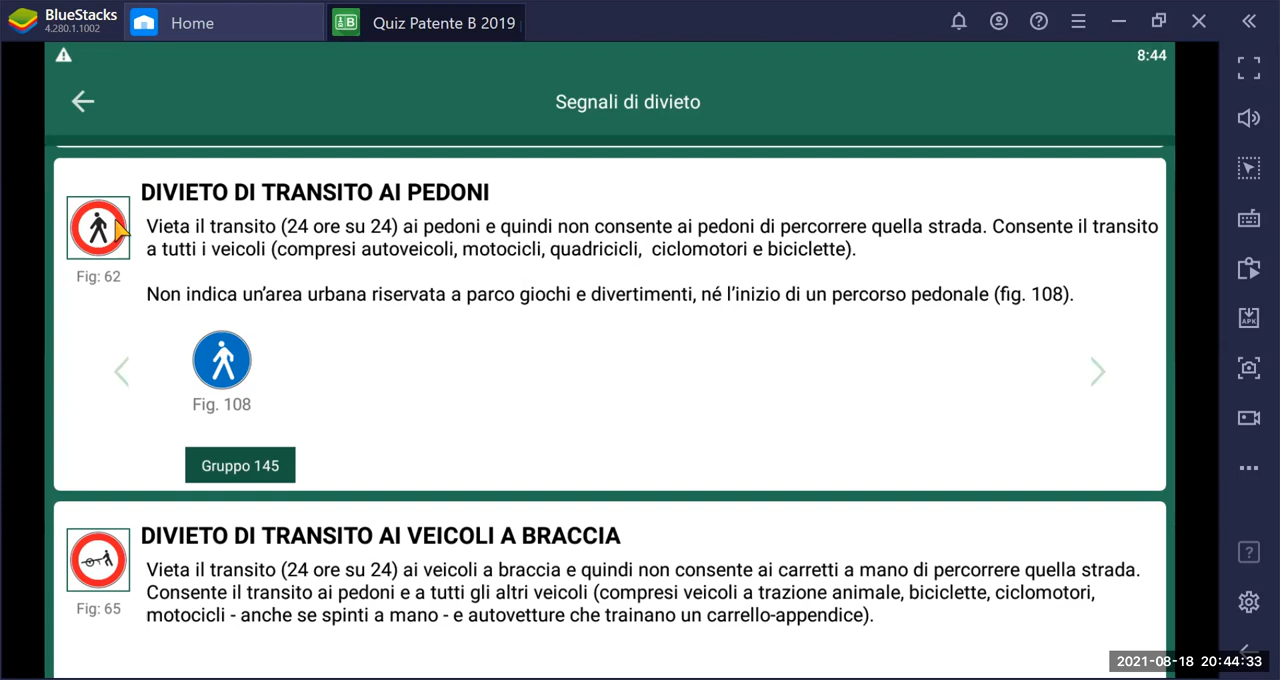 BlueStacks
4.280.1.1002
Home
Quiz Patente B 2019
8:44
Segnali di divieto
DIVIETO DI TRANSITO AI PEDONI
Vieta il transito (24 ore su 24) ai pedoni e quindi non consente ai pedoni di percorrere quella strada. Consente il transito
a tutti i veicoli (compresi autoveicoli, motocicli, quadricicli, ciclomotori e biciclette).
Fig: 62
Non indica un'area urbana riservata a parco giochi e divertimenti, né l'inizio di un percorso pedonale (fig. 108).
Fig. 108
Gruppo 145
DIVIETO DI TRANSITO AI VEICOLI A BRACCIA
Vieta il transito (24 ore su 24) ai veicoli a braccia e quindi non consente ai carretti a mano di percorrere quella strada.
Consente il transito ai pedoni e a tutti gli altri veicoli (compresi veicoli a trazione animale, biciclette, ciclomotori,
motocicli - anche se spinti a mano - e autovetture che trainano un carrello-appendice).
Fig: 65
2021-08-18 20:44:33